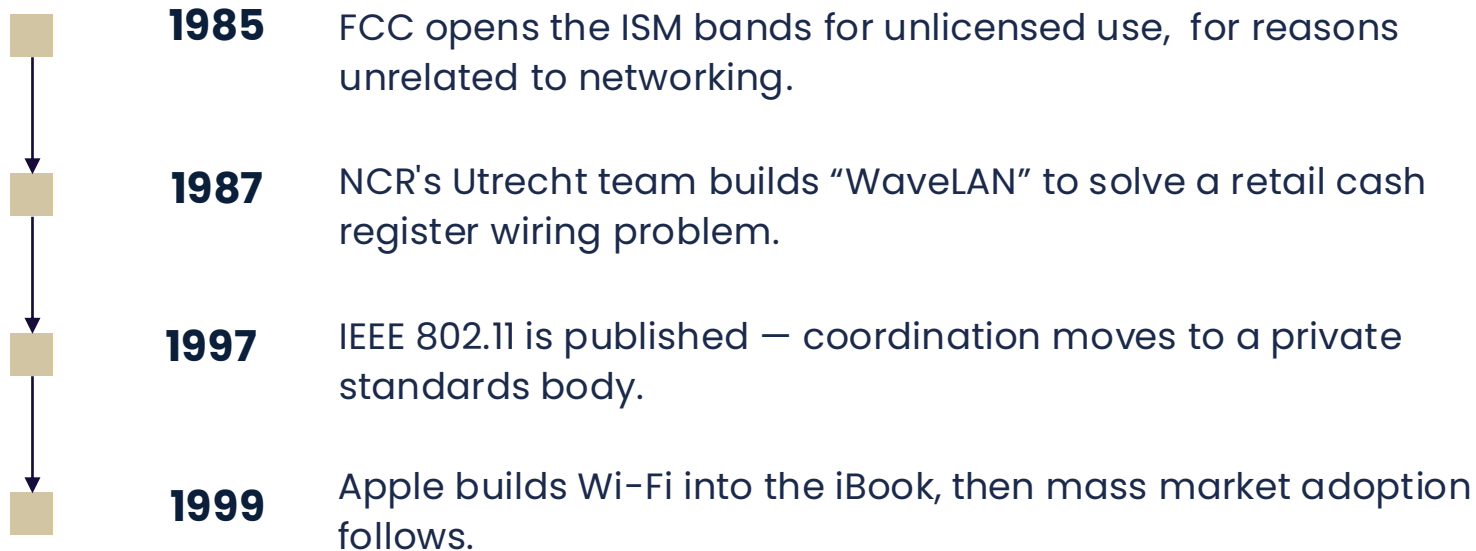 1985
FCC opens the ISM bands for unlicensed use,  for reasons
unrelated to networking.
1987
NCR's Utrecht team builds “WaveLAN” to solve a retail cash
register wiring problem.
1997
IEEE 802.11 is published — coordination moves to a private
standards body.
1999
Apple builds Wi-Fi into the iBook, then mass market adoption
follows.